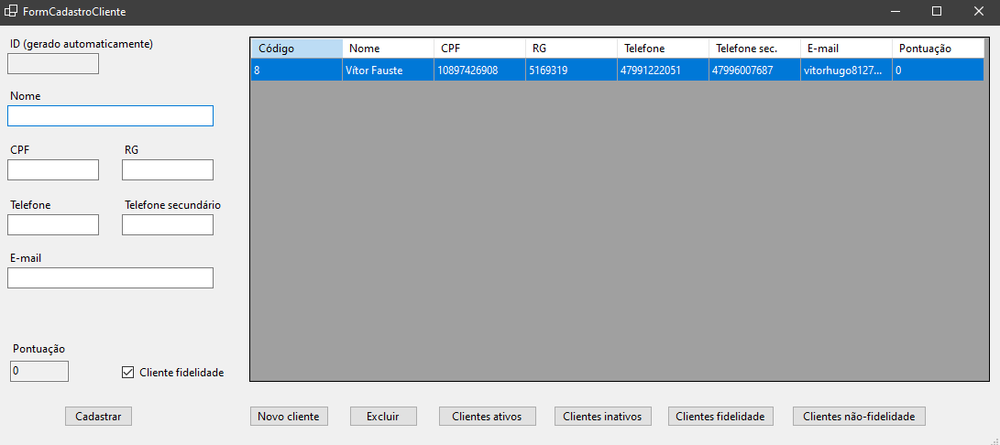 FormCadastroCliente
ID (gerado automaticamente)
Nome
CPF RG
Telefone Telefone secundário
E-mail
Pontuação
0
Cliente fidelidade
Cadastrar
Código Nome CPF RG Telefone Telefone sec. E-mail Pontuação
8 Vítor Fauste 10897426908 5169319 47991222051 47996007687 vitorhugo8127... 0
Novo cliente Excluir Clientes ativos Clientes inativos Clientes fidelidade Clientes não-fidelidade